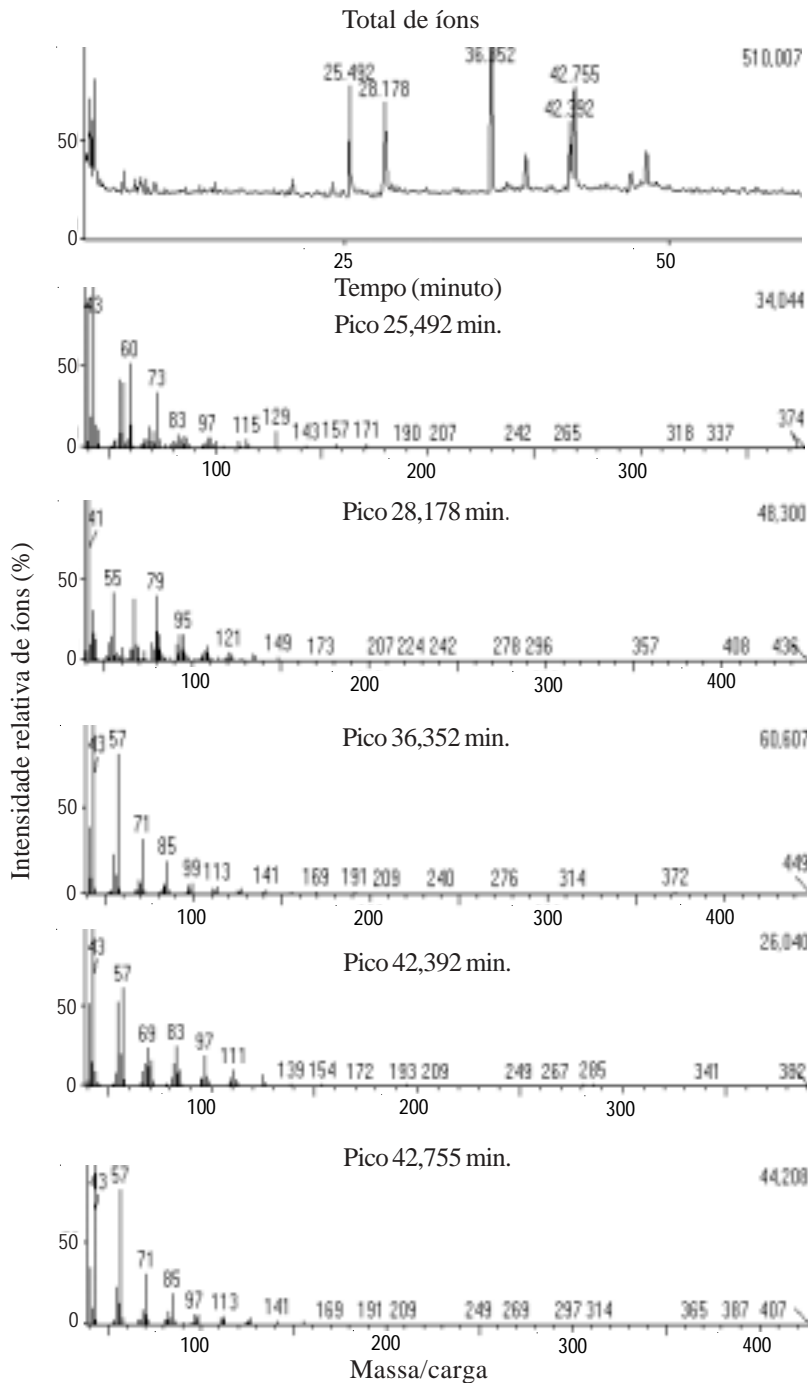 Total de íons
510,007
36.352
25.492
42.755
28.178
42.392
50
0
25 50
Tempo (minuto)
Pico 25,492 min.
34,044
43
60
73
83 97 115 129 143 157 171 190 207 242 265 318 337 374
50
0
100 200 300
Pico 28,178 min.
48,300
41
55 79
95
121 149 173 207 224 242 278 296 357 408 436
50
0
100 200 300 400
Intensidade relativa de íons (%)
Pico 36,352 min.
60,607
43 57
71
85
99 113 141 169 191 209 240 276 314 372 449
50
0
100 200 300 400
Pico 42,392 min.
26,040
43
57
69 83 97
111
139 154 172 193 209 249 267 285 341 382
50
0
100 200 300
Pico 42,755 min.
44,208
43 57
71
85
97 113 141 169 191 209 249 269 297 314 365 387 407
50
0
100 200 300 400
Massa/carga